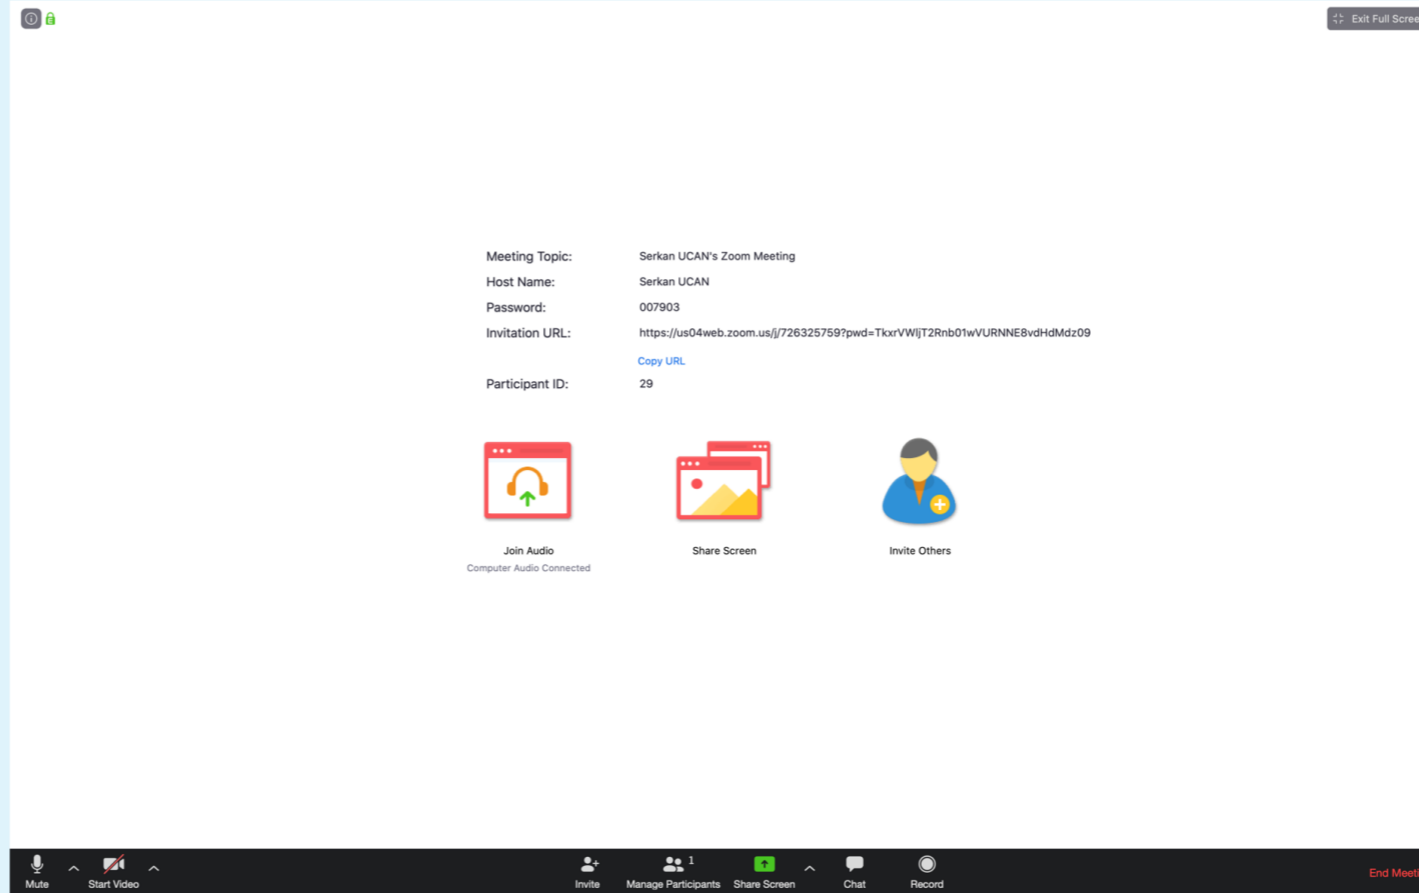 Exit Full Scree
Meeting Topic: Serkan UCAN's Zoom Meeting
Host Name: Serkan UCAN
Password: 007903
Invitation URL: https://us04web.zoom.us/j/726325759?pwd=TkxrVWljT2Rnb01wVURNNE8vdHdMdz09
Copy URL
Participant ID: 29
Join Audio Share Screen Invite Others
Computer Audio Connected
1
Mute Start Video Invite Manage Participants Share Screen Chat Record End Meeti